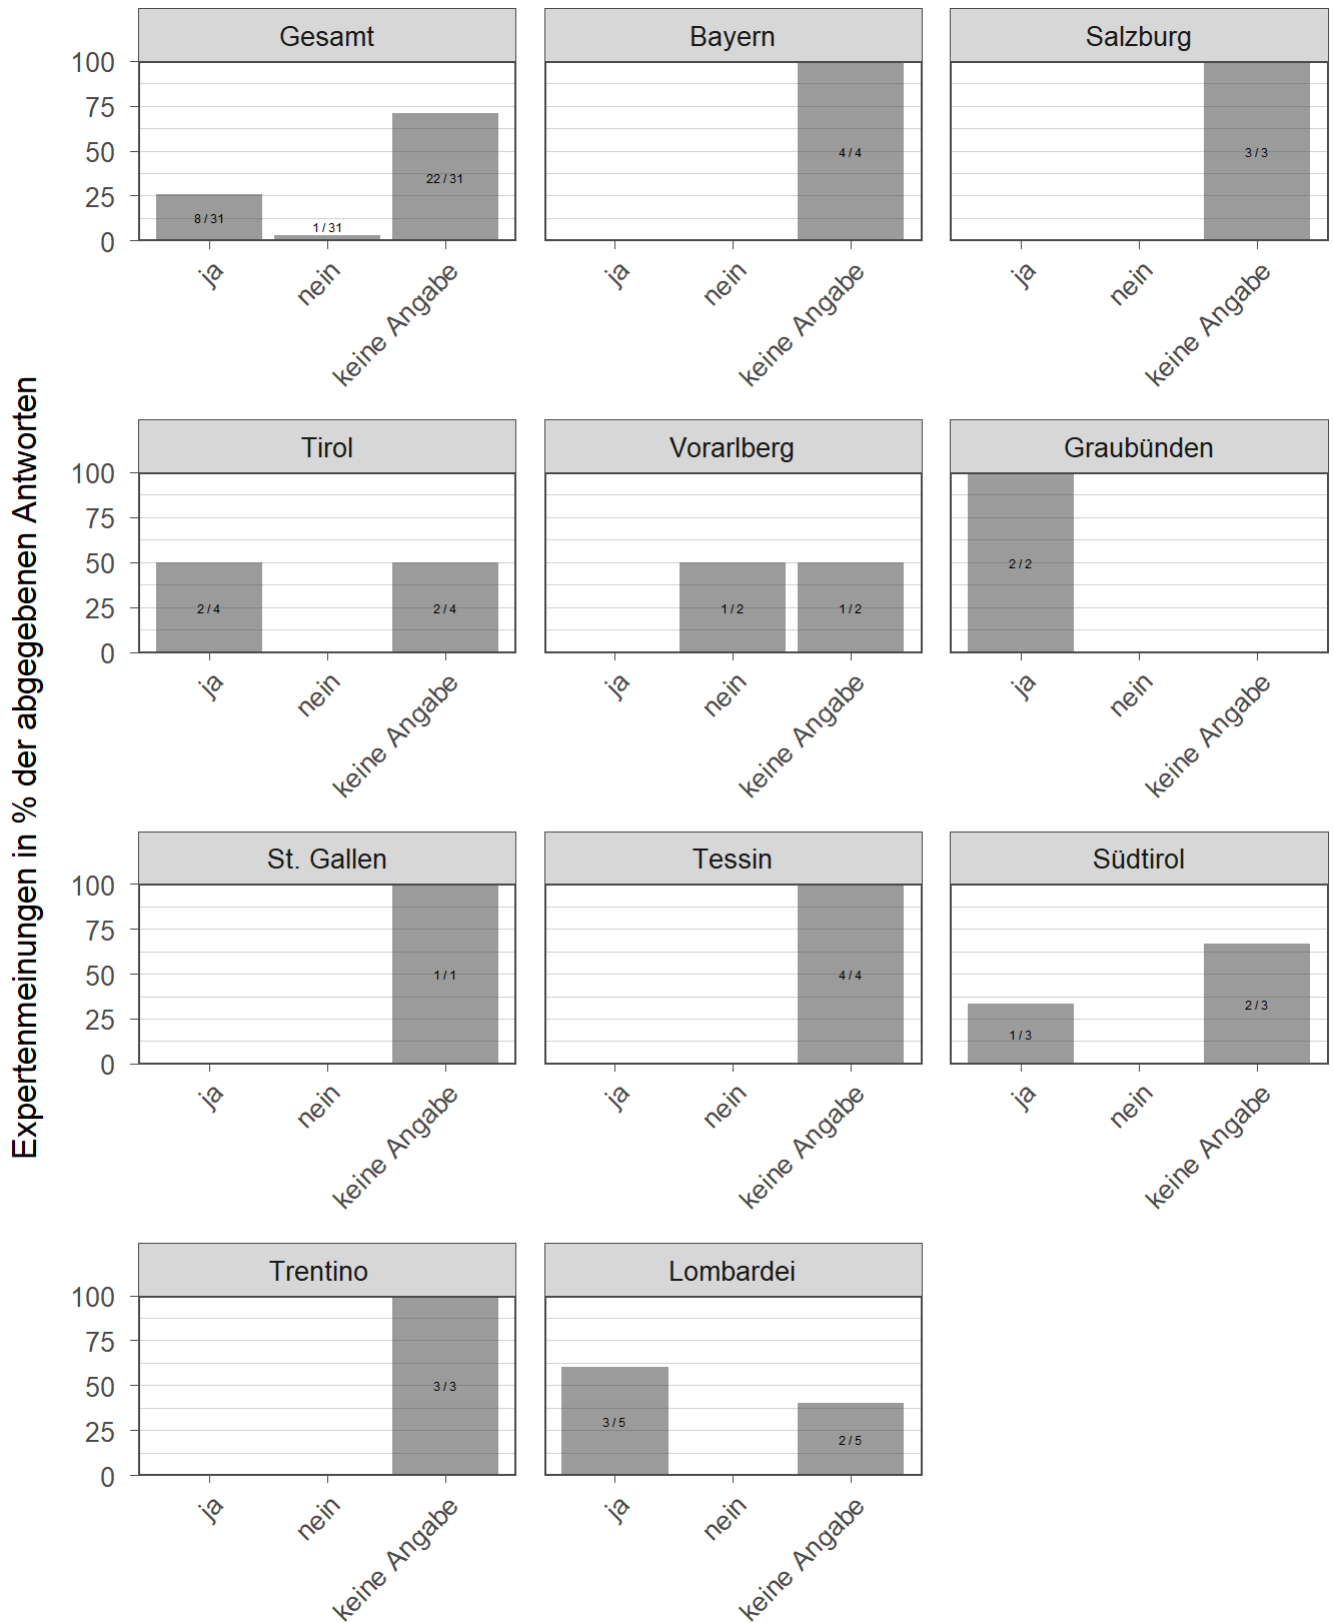 Expertenmeinungen in % der abgegebenen Antworten
Gesamt
100
75
50
25
0
8 / 31
1 / 31
22 / 31
ja
nein
keine Angabe
Bayern
4 / 4
ja
nein
keine Angabe
Salzburg
3 / 3
ja
nein
keine Angabe
Tirol
100
75
50
25
0
2 / 4
2 / 4
ja
nein
keine Angabe
Vorarlberg
1 / 2
1 / 2
ja
nein
keine Angabe
Graubünden
2 / 2
ja
nein
keine Angabe
St. Gallen
100
75
50
25
0
1 / 1
ja
nein
keine Angabe
Tessin
4 / 4
ja
nein
keine Angabe
Südtirol
1 / 3
2 / 3
ja
nein
keine Angabe
Trentino
100
75
50
25
0
3 / 3
ja
nein
keine Angabe
Lombardei
3 / 5
2 / 5
ja
nein
keine Angabe